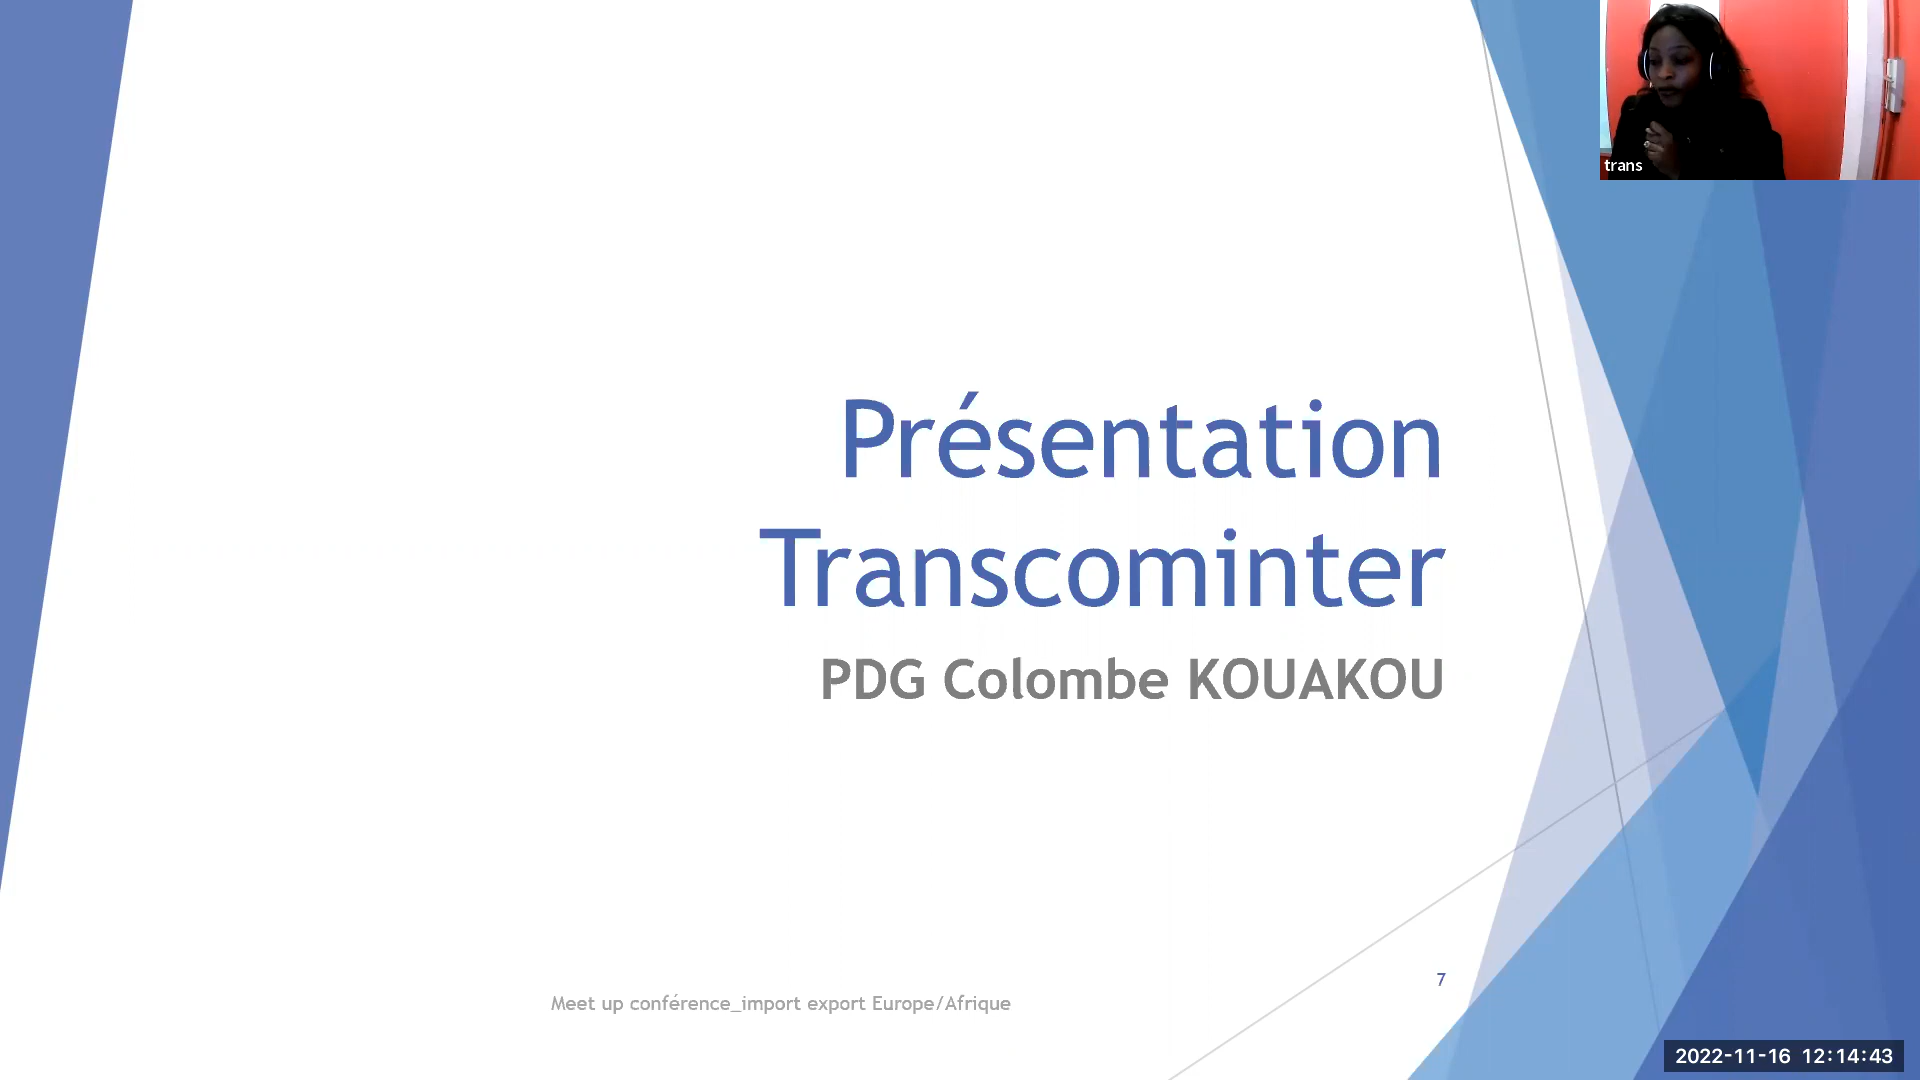 trans
Présentation
Transcominter
PDG Colombe KOUAKOU
7
Meet up conférence_import export Europe/Afrique
2022-11-16 12:14:43